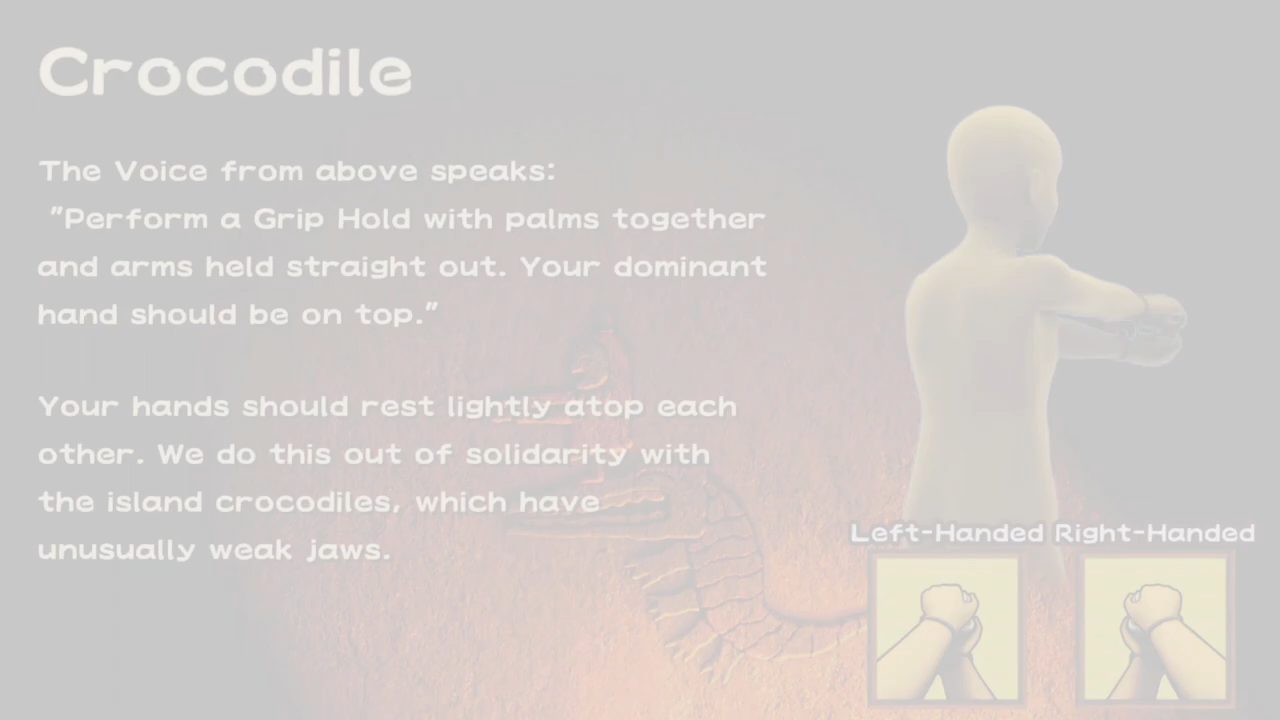 Crocodile
The Voice from above speaks:
"Perform a Grip Hold with palms together
and arms held straight out. Your dominant
hand should be on top."
Your hands should rest lightly atop each
other. We do this out of solidarity with
the island crocodiles, which have
unusually weak jaws.
Left-Handed Right-Handed